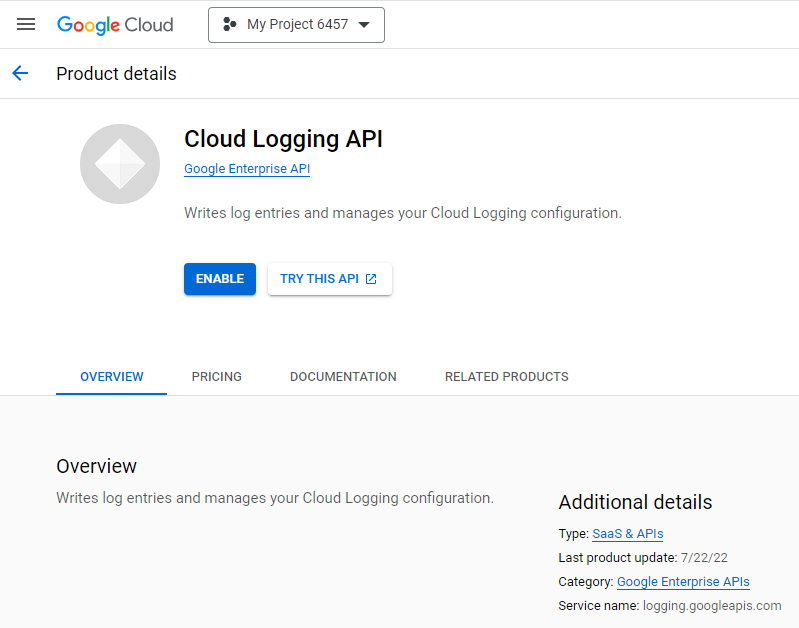 Google Cloud
My Project 6457
Product details
Cloud Logging API
Google Enterprise API
Writes log entries and manages your Cloud Logging configuration.
ENABLE
TRY THIS API
OVERVIEW
PRICING
DOCUMENTATION
RELATED PRODUCTS
Overview
Writes log entries and manages your Cloud Logging configuration.
Additional details
Type: SaaS & APIs
Last product update: 7/22/22
Category: Google Enterprise APIs
Service name: logging.googleapis.com